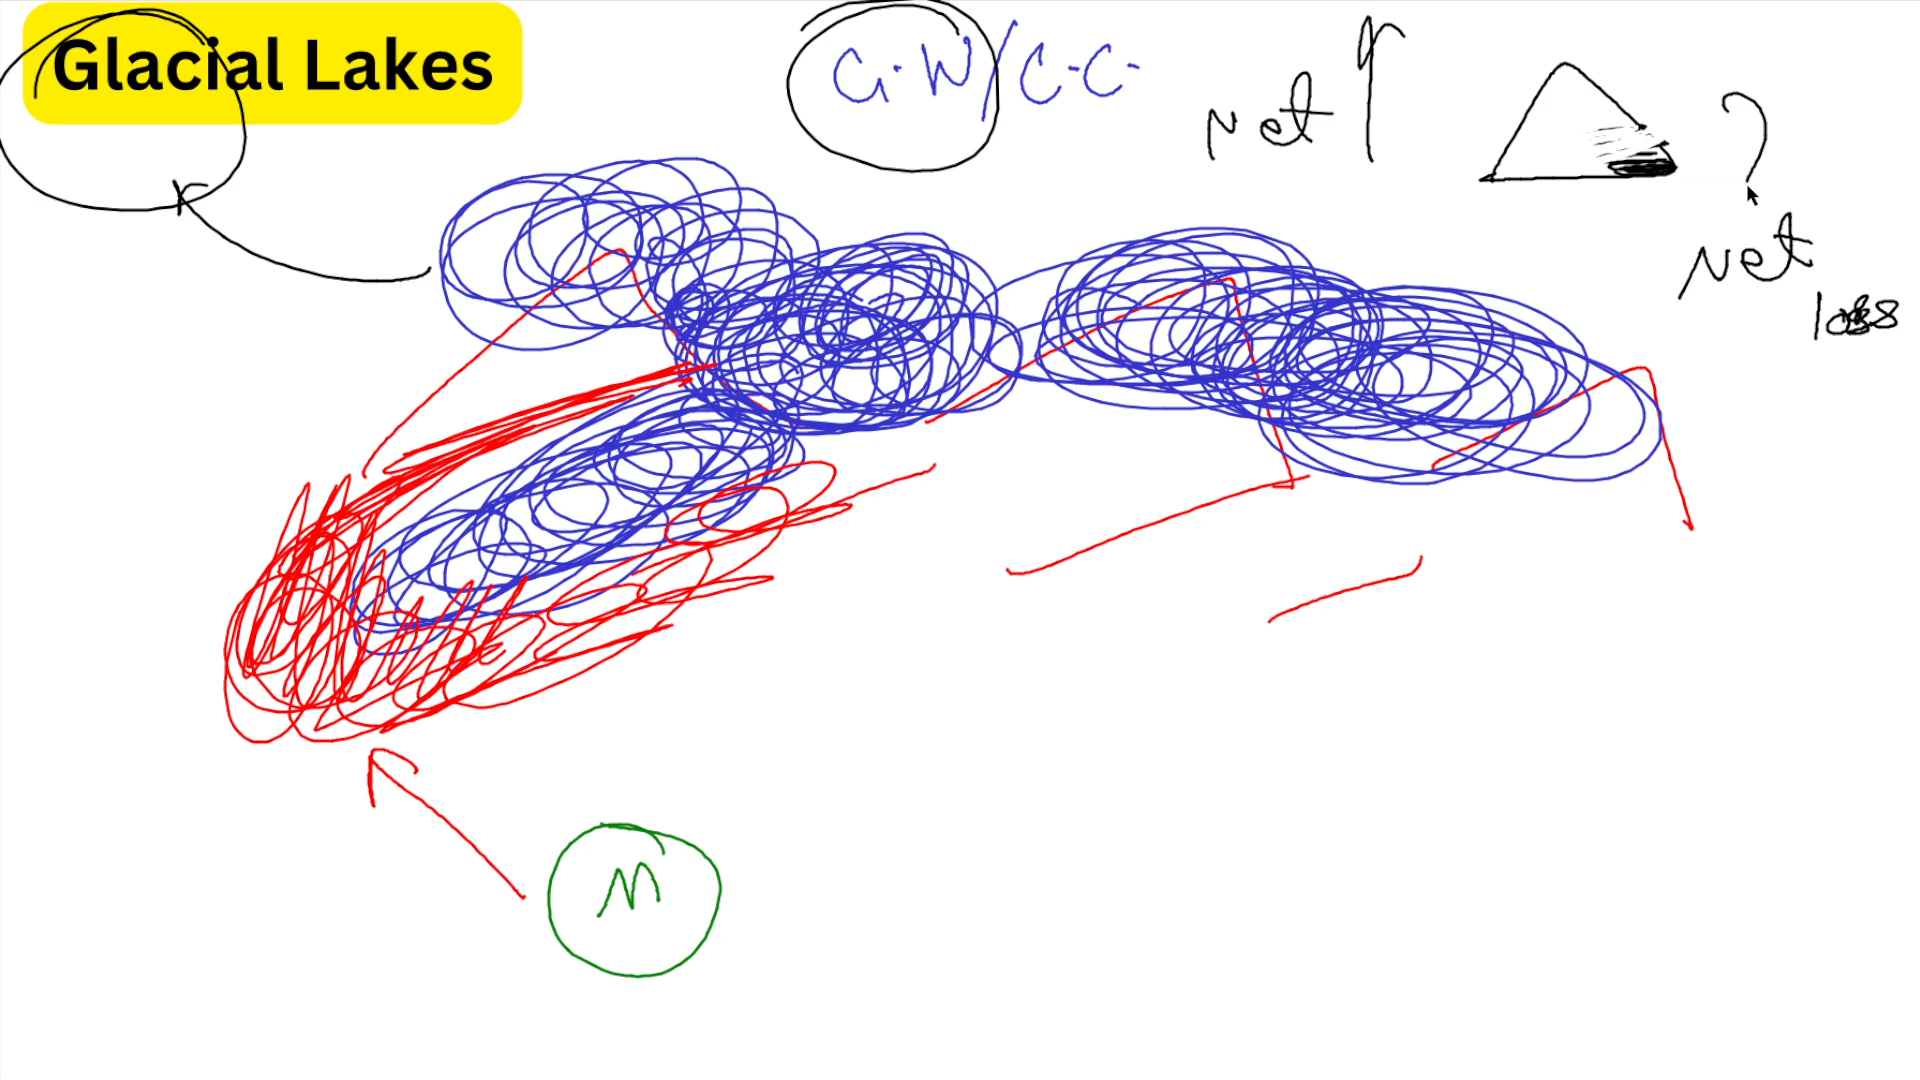 Glacial Lakes
G.W/C-C-
Net
?
Net
loss
M